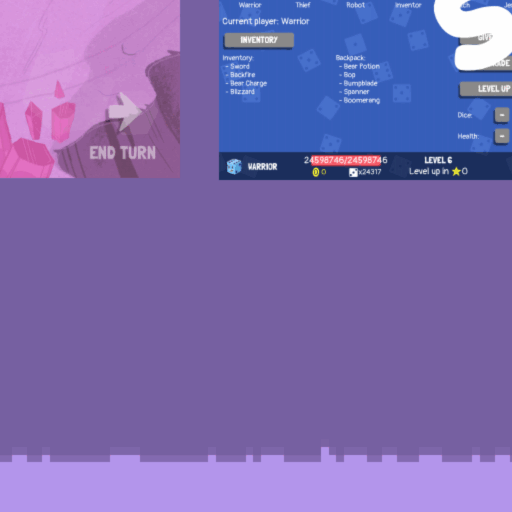 Warrior Thief Robot Inventor
Current player: Warrior
INVENTORY
Inventory:
- Sword
- Backfire
- Bear Charge
- Blizzard
Backpack:
- Bear Potion
- Bop
- Bumpblade
- Spanner
- Boomerang
LEVEL UP
Dice: -
Health: -
END TURN
WARRIOR
24598746/24598746
0
x24317
LEVEL 6
Level up in ★0
S